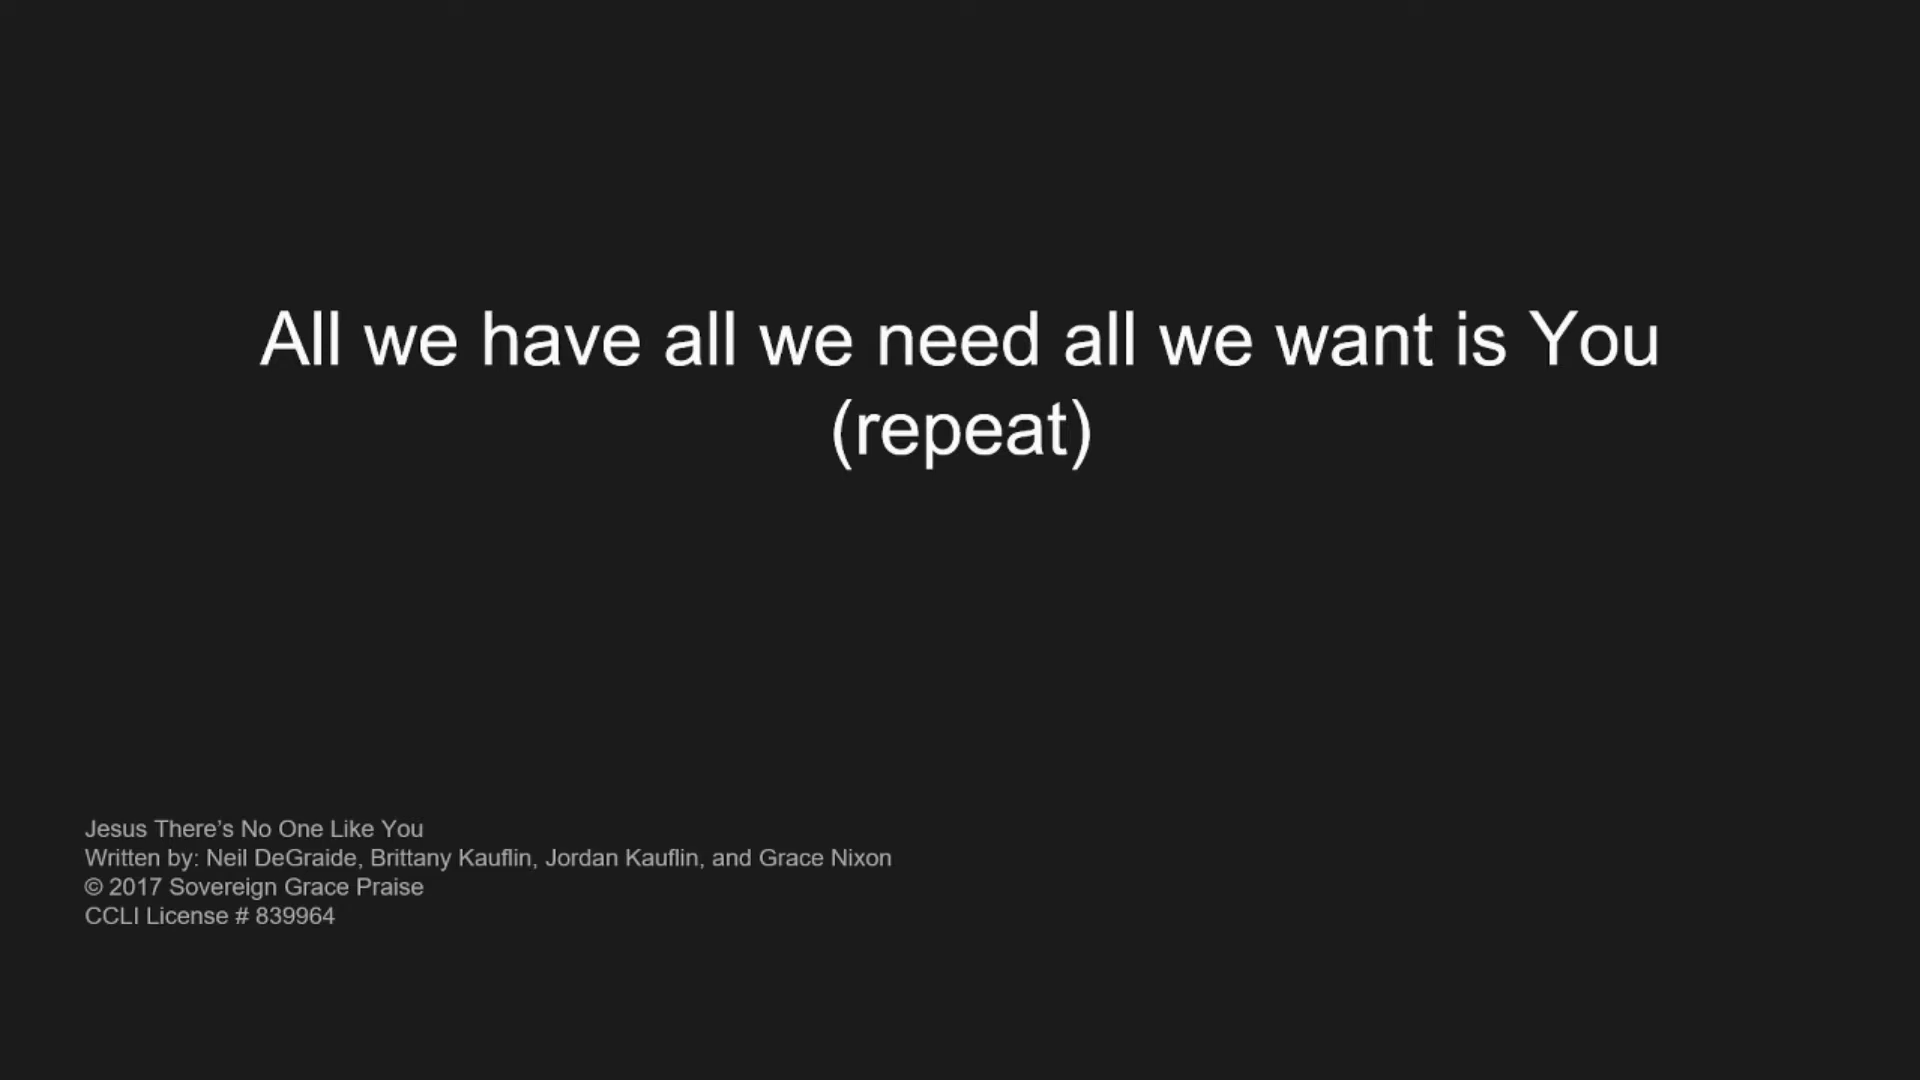 All we have all we need all we want is You
(repeat)
Jesus There’s No One Like You
Written by: Neil DeGraide, Brittany Kauflin, Jordan Kauflin, and Grace Nixon
© 2017 Sovereign Grace Praise
CCLI License # 839964